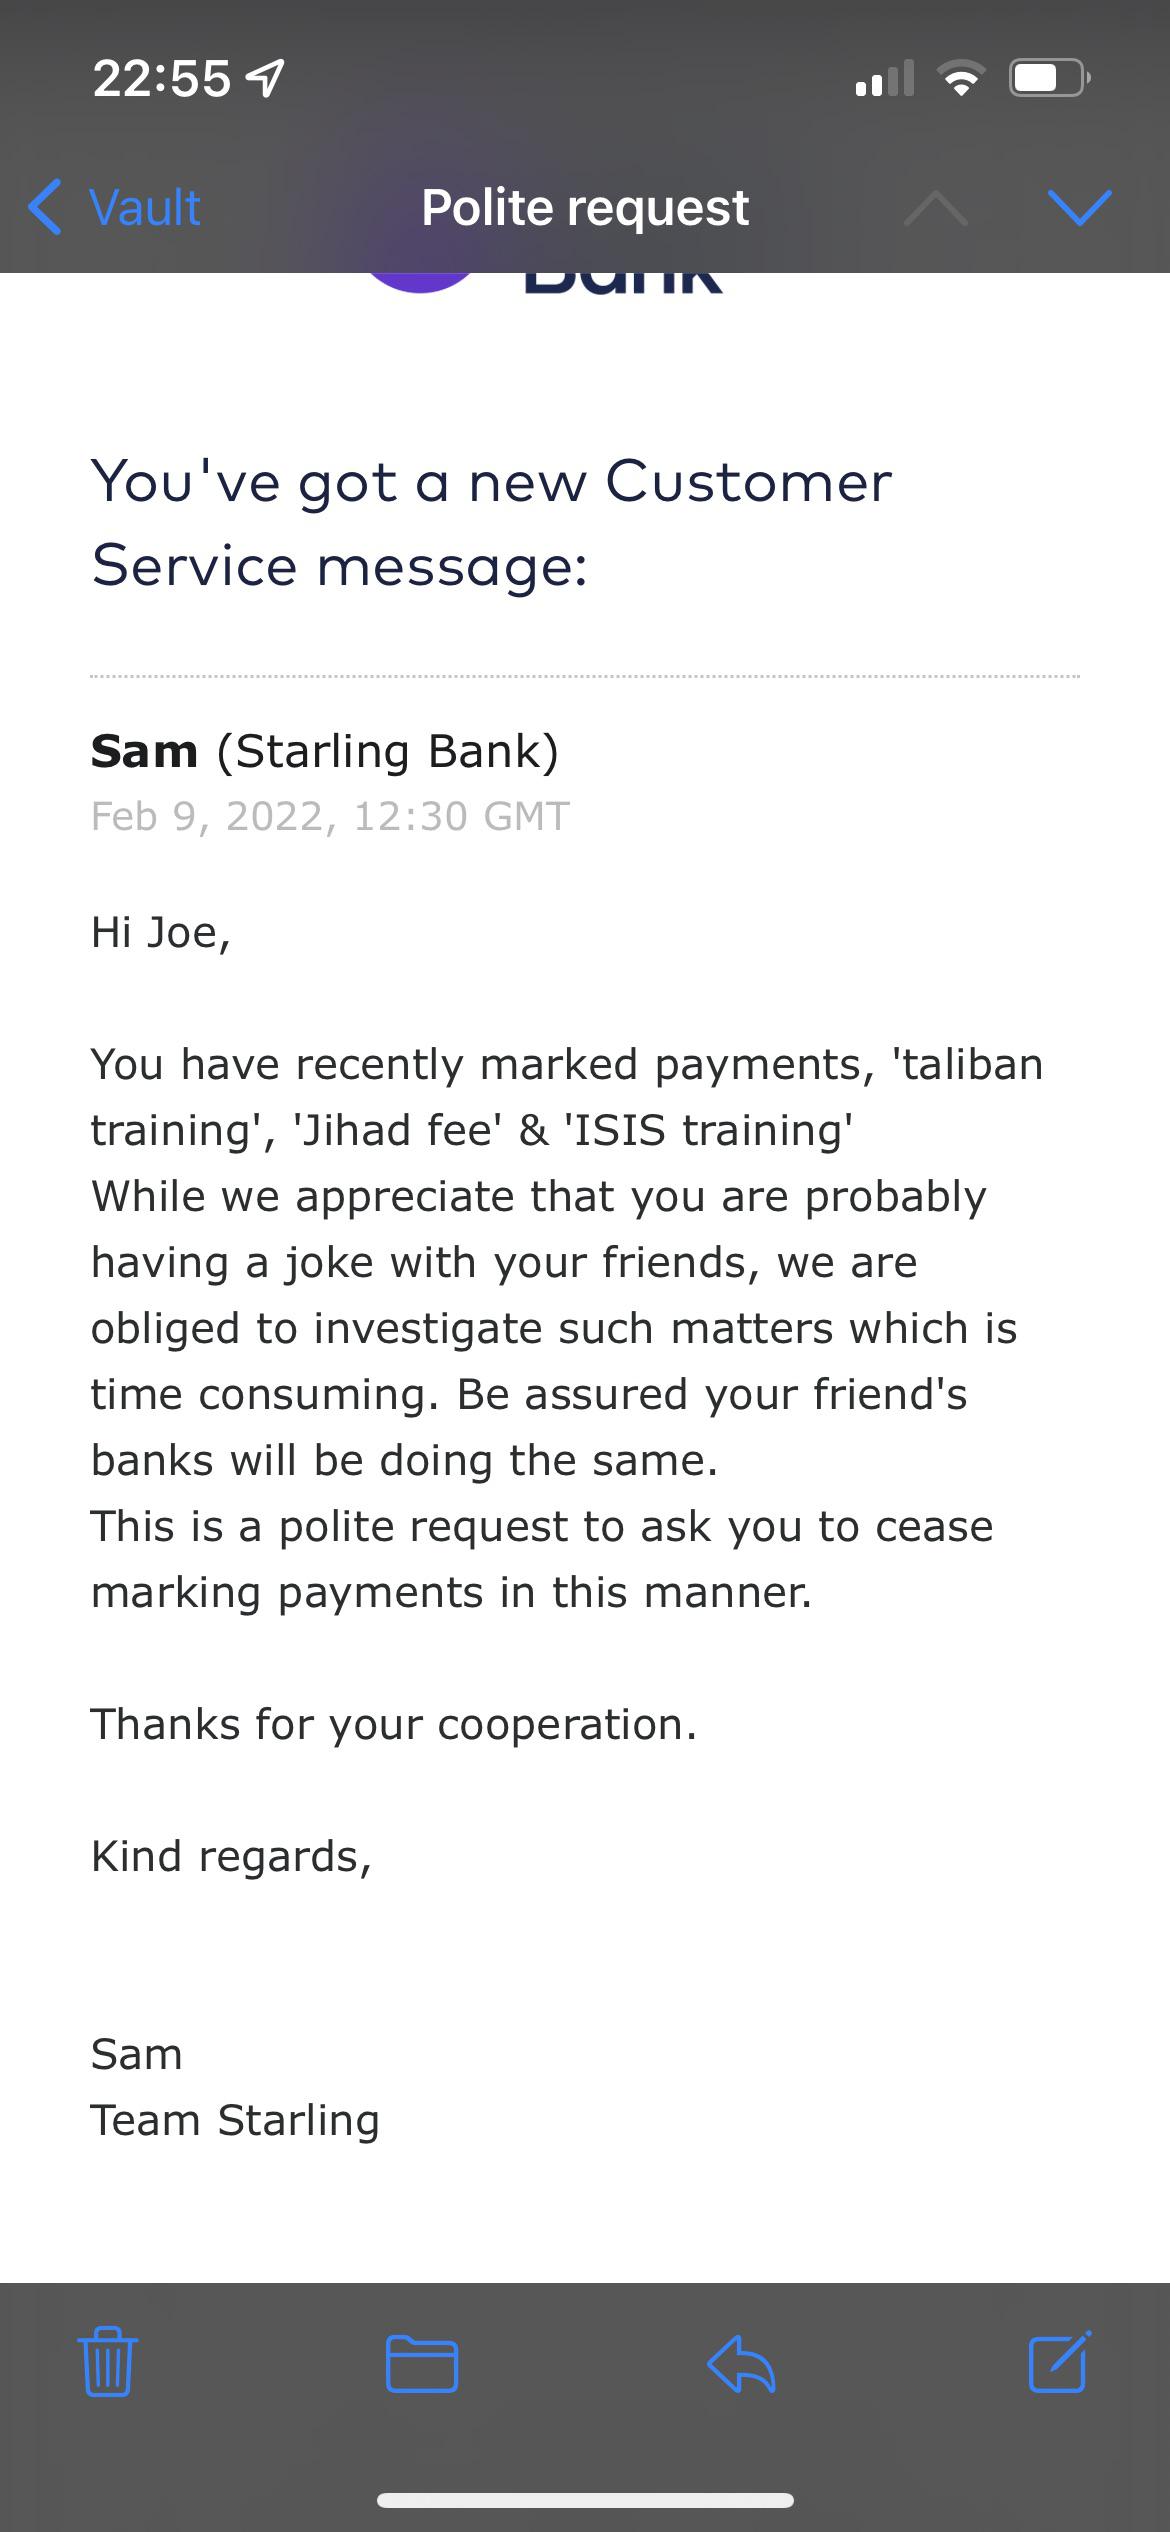 22:55
Vault
Polite request
Bank
You've got a new Customer
Service message:
Sam (Starling Bank)
Feb 9, 2022, 12:30 GMT
Hi Joe,
You have recently marked payments, 'taliban
training', 'Jihad fee' & 'ISIS training'
While we appreciate that you are probably
having a joke with your friends, we are
obliged to investigate such matters which is
time consuming. Be assured your friend's
banks will be doing the same.
This is a polite request to ask you to cease
marking payments in this manner.
Thanks for your cooperation.
Kind regards,
Sam
Team Starling